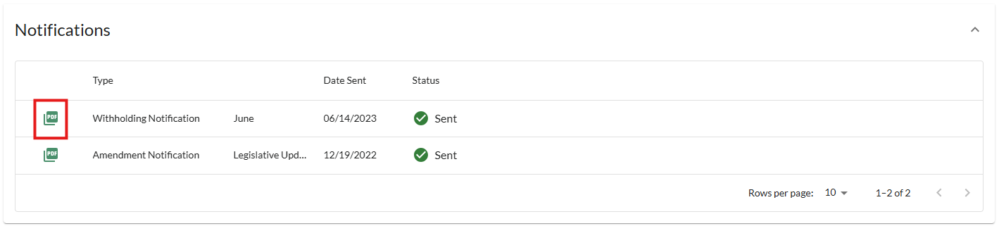 Notifications
Type Date Sent Status
PDF Withholding Notification June 06/14/2023 Sent
PDF Amendment Notification Legislative Upd... 12/19/2022 Sent
Rows per page: 10 1–2 of 2